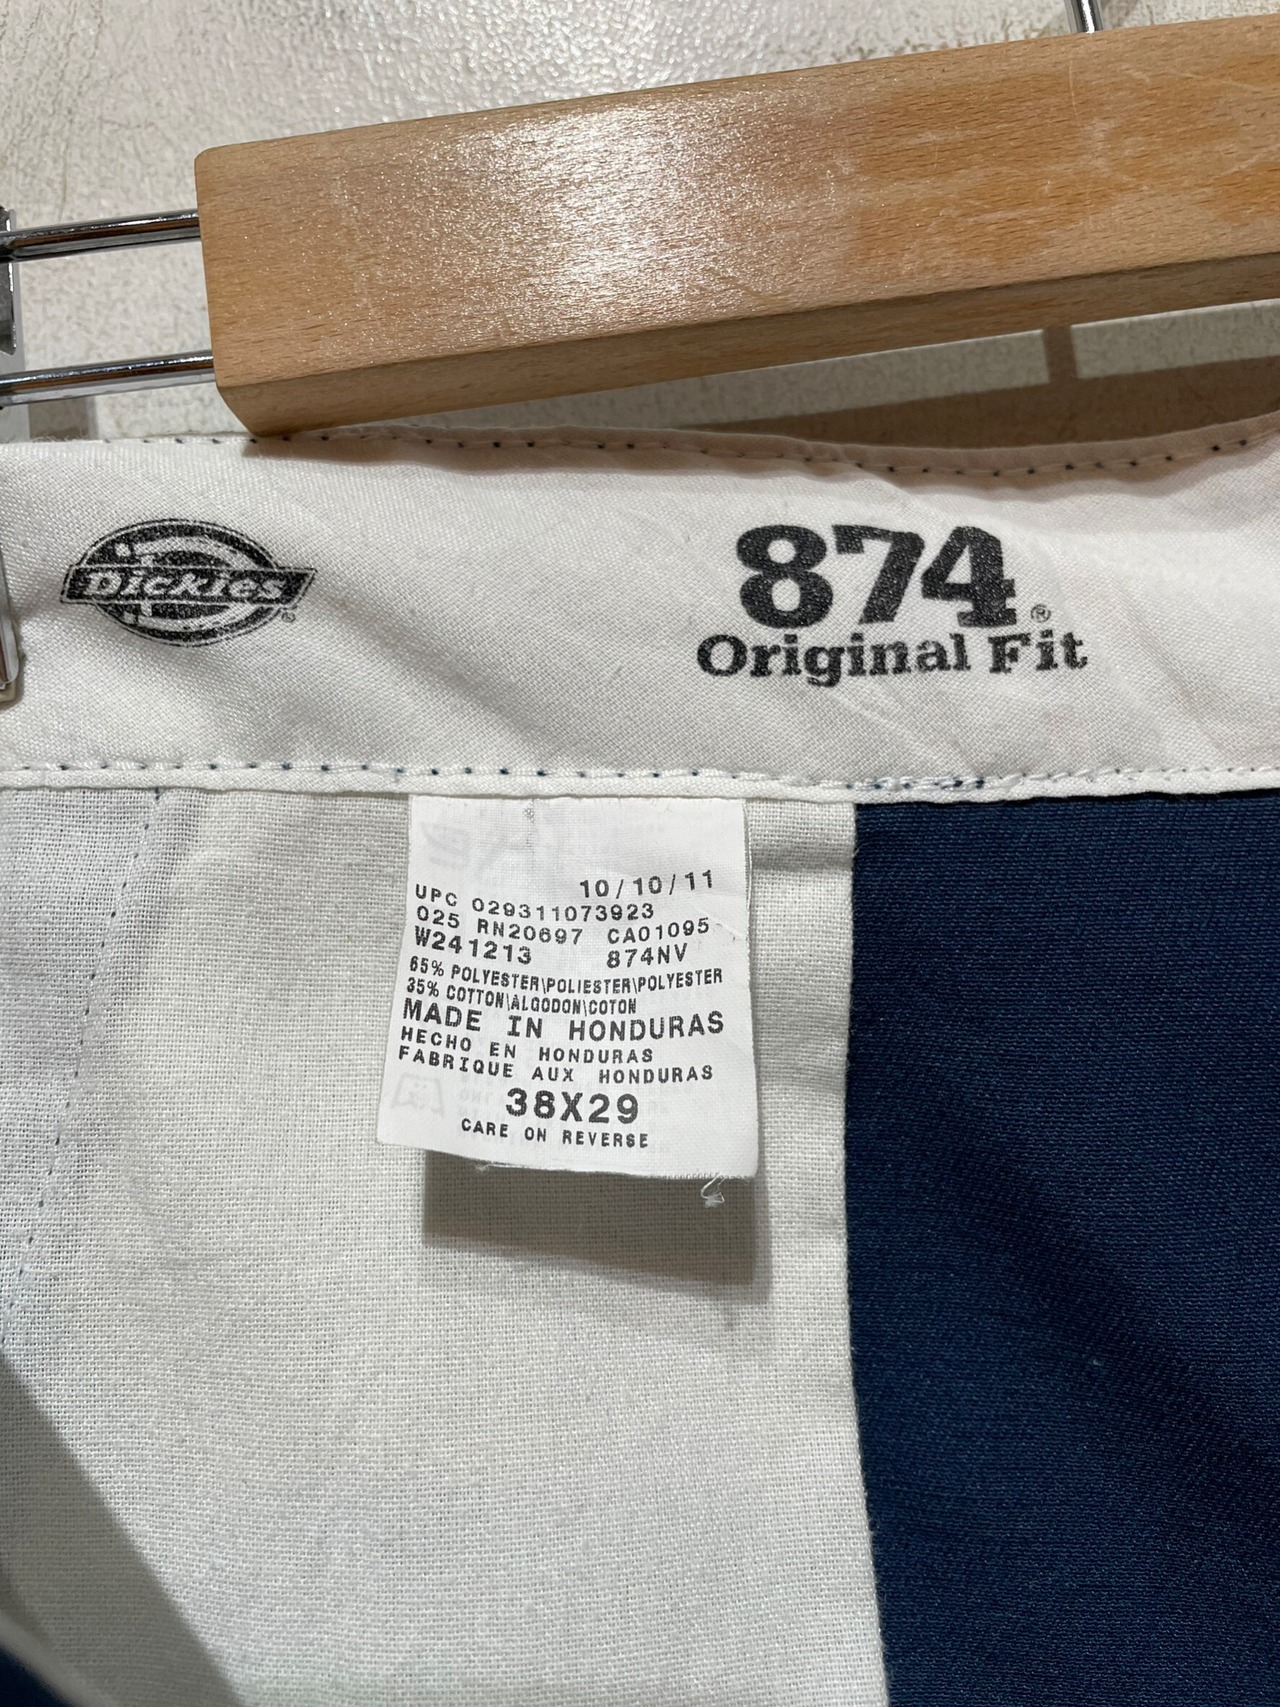 DICKIES®
874®
Original Fit
10/10/11
UPC 029311073923
025 RN20697 CA01095
W241213 874NV
65% POLYESTER\POLIESTER\POLYESTER
35% COTTON\ALGODON\COTON
MADE IN HONDURAS
HECHO EN HONDURAS
FABRIQUE AUX HONDURAS
38X29
CARE ON REVERSE